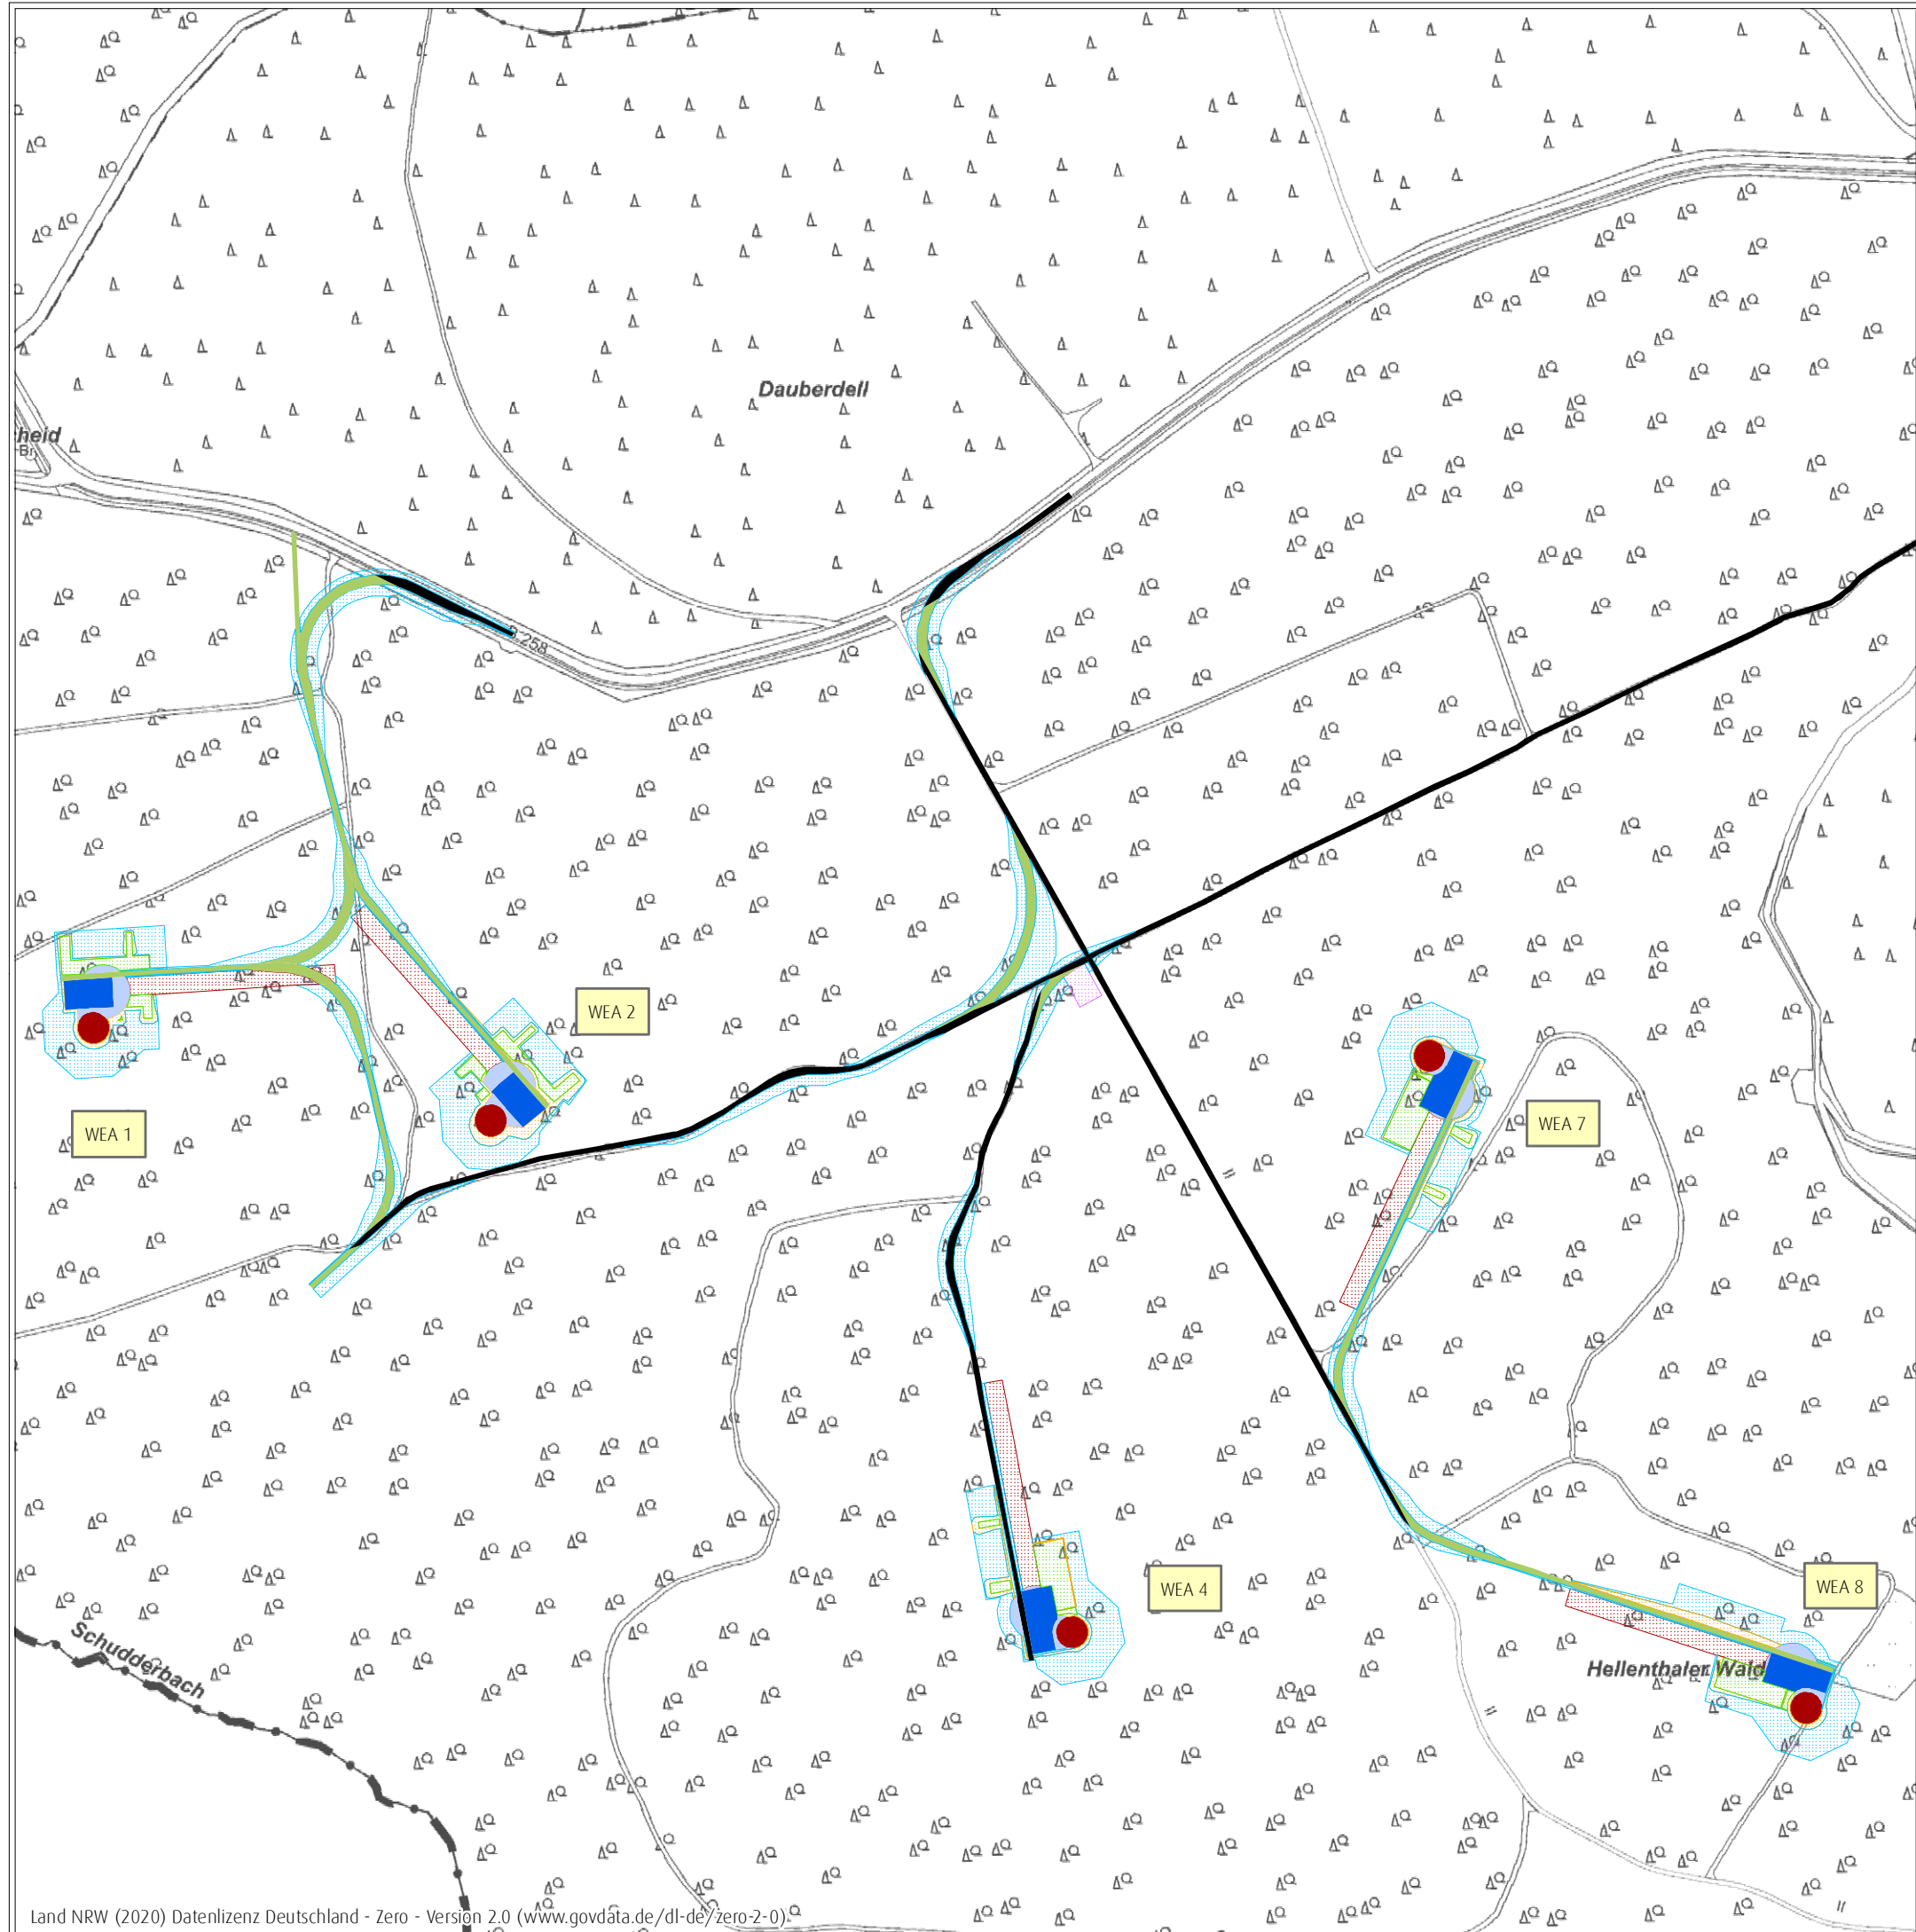 Dauberdell
heid
Br.
258
WEA 2
WEA 1
WEA 7
WEA 4
WEA 8
Hellenthaler Wald
Schudderbach
Land NRW (2020) Datenlizenz Deutschland - Zero - Version 2.0 (www.govdata.de/dl-de/zero-2-0)